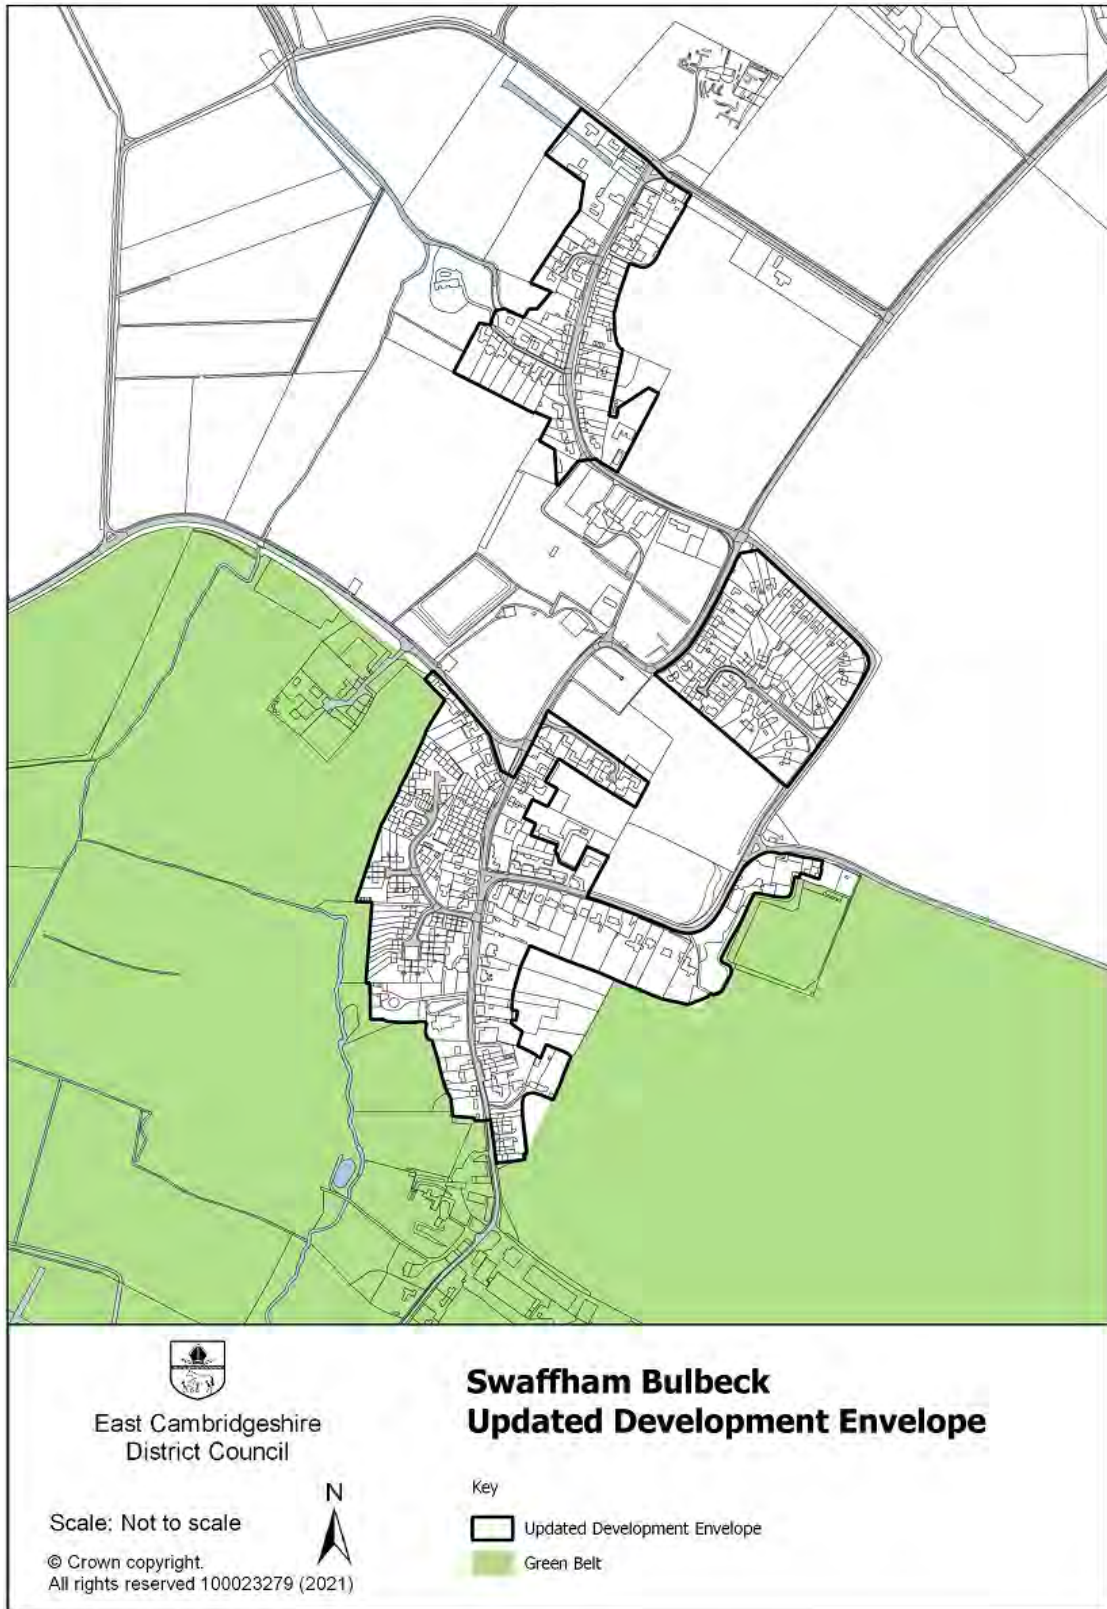 East Cambridgeshire
District Council
Scale: Not to scale
N
© Crown copyright.
All rights reserved 100023279 (2021)
Swaffham Bulbeck
Updated Development Envelope
Key
Updated Development Envelope
Green Belt